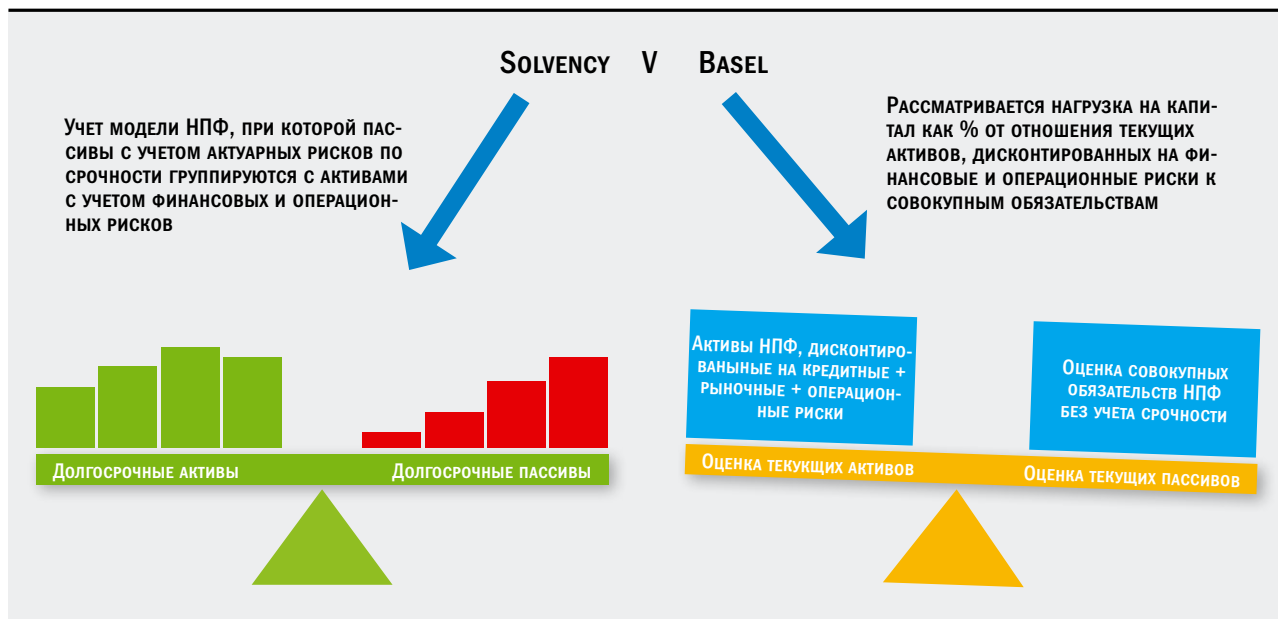 Solvency V Basel
Учет модели НПФ, при которой пас-
сивы с учетом актуарных рисков по
срочности группируются с активами
с учетом финансовых и операцион-
ных рисков
Рассматривается нагрузка на капи-
тал как % от отношения текущих
активов, дисконтированных на фи-
нансовые и операционные риски к
совокупным обязательствам
Долгосрочные активы
Долгосрочные пассивы
Активы НПФ, дисконтиро-
ваныные на кредитные +
рыночные + операцион-
ные риски
Оценка совокупных
обязательств НПФ
без учета срочности
Оценка текукщих активов
Оценка текущих пассивов